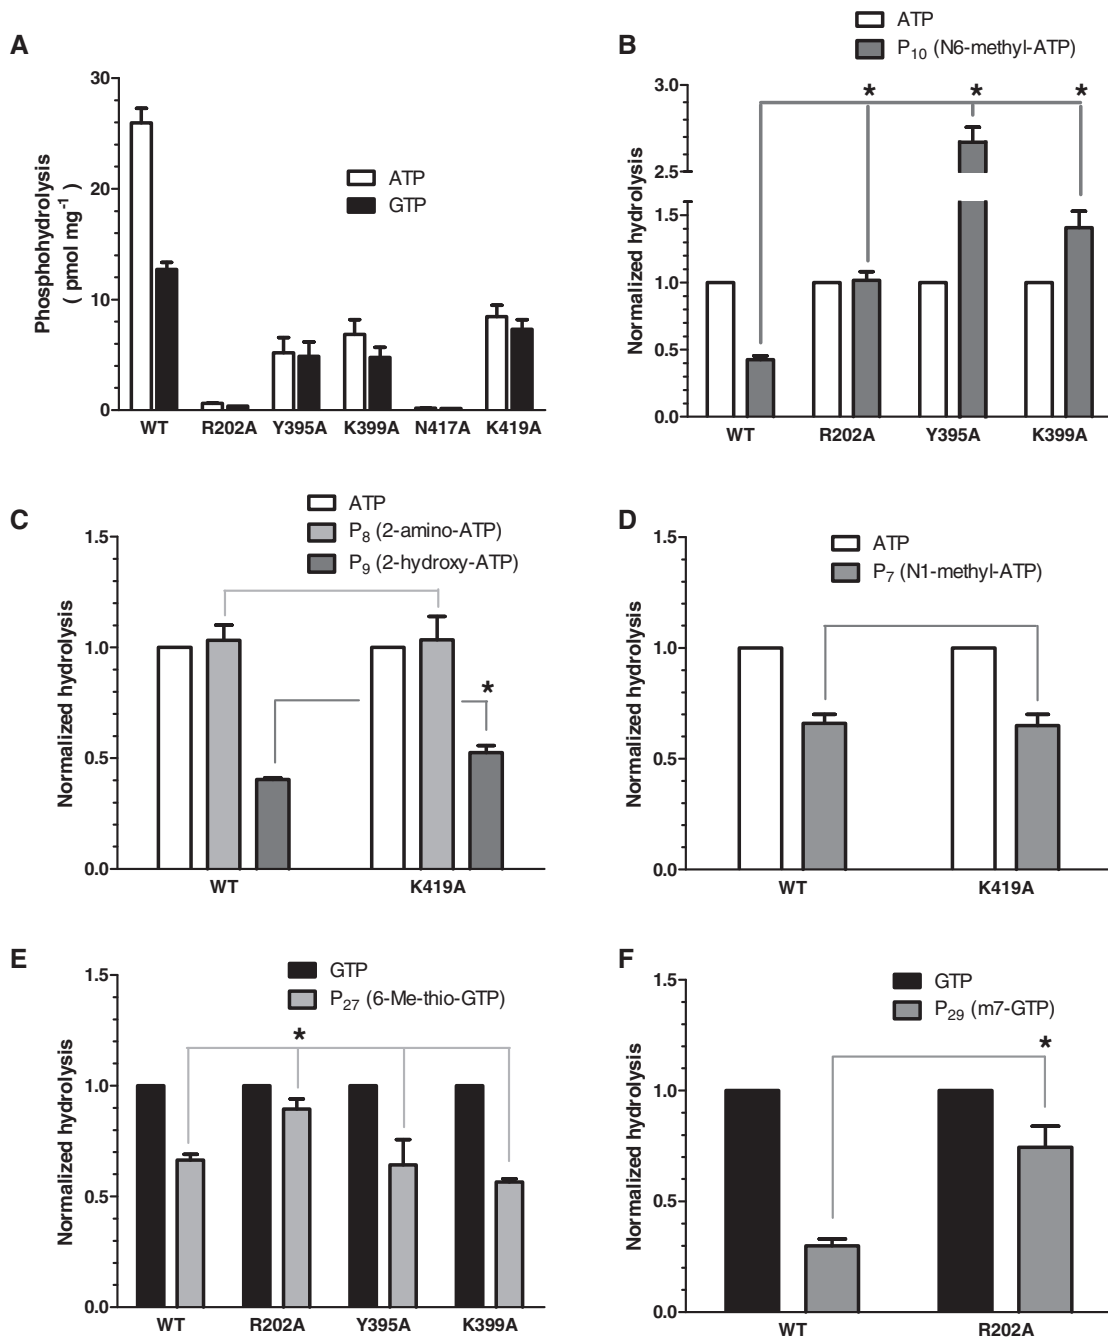 A
Phosphohydrolysis
( pmol mg-1 )
30
20
10
0
ATP
GTP
WT R202A Y395A K399A N417A K419A
B
ATP
P10 (N6-methyl-ATP)
Normalized hydrolysis
3.0
2.5
1.5
1.0
0.5
0.0
* * *
WT R202A Y395A K399A
C
ATP
P8 (2-amino-ATP)
P9 (2-hydroxy-ATP)
Normalized hydrolysis
1.5
1.0
0.5
0.0
*
WT K419A
D
ATP
P7 (N1-methyl-ATP)
Normalized hydrolysis
1.5
1.0
0.5
0.0
WT K419A
E
GTP
P27 (6-Me-thio-GTP)
Normalized hydrolysis
1.5
1.0
0.5
0.0
*
WT R202A Y395A K399A
F
GTP
P29 (m7-GTP)
Normalized hydrolysis
1.5
1.0
0.5
0.0
*
WT R202A